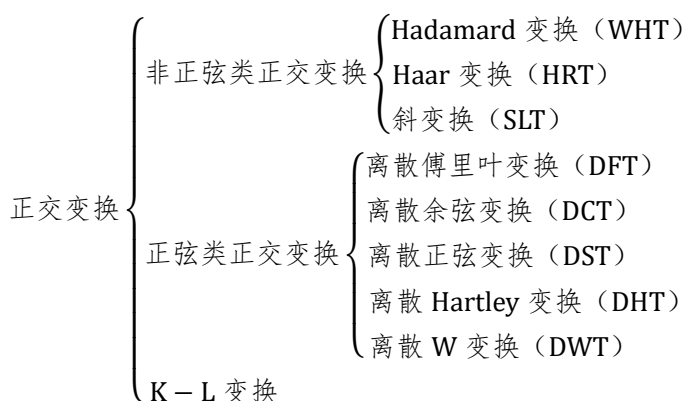 正交变换
非正弦类正交变换
Hadamard 变换（WHT）
Haar 变换（HRT）
斜变换（SLT）
正弦类正交变换
离散傅里叶变换（DFT）
离散余弦变换（DCT）
离散正弦变换（DST）
离散 Hartley 变换（DHT）
离散 W 变换（DWT）
K – L 变换